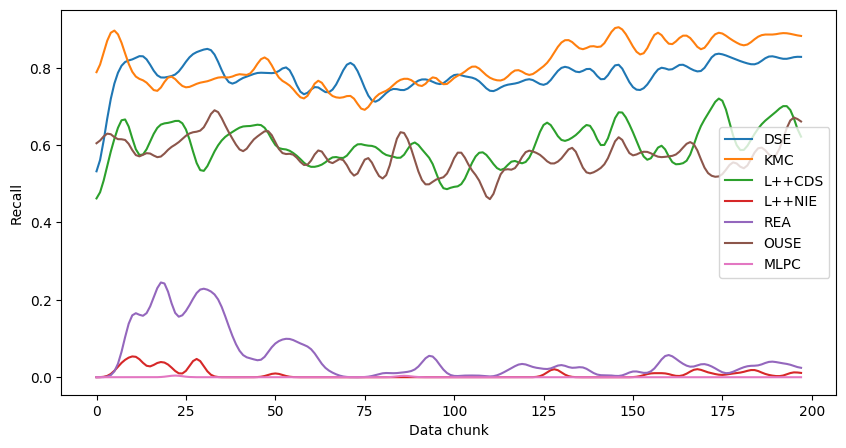 0.8
0.6
0.4
0.2
0.0
Recall
0
25
50
75
100
125
150
175
200
Data chunk
DSE
KMC
L++CDS
L++NIE
REA
OUSE
MLPC